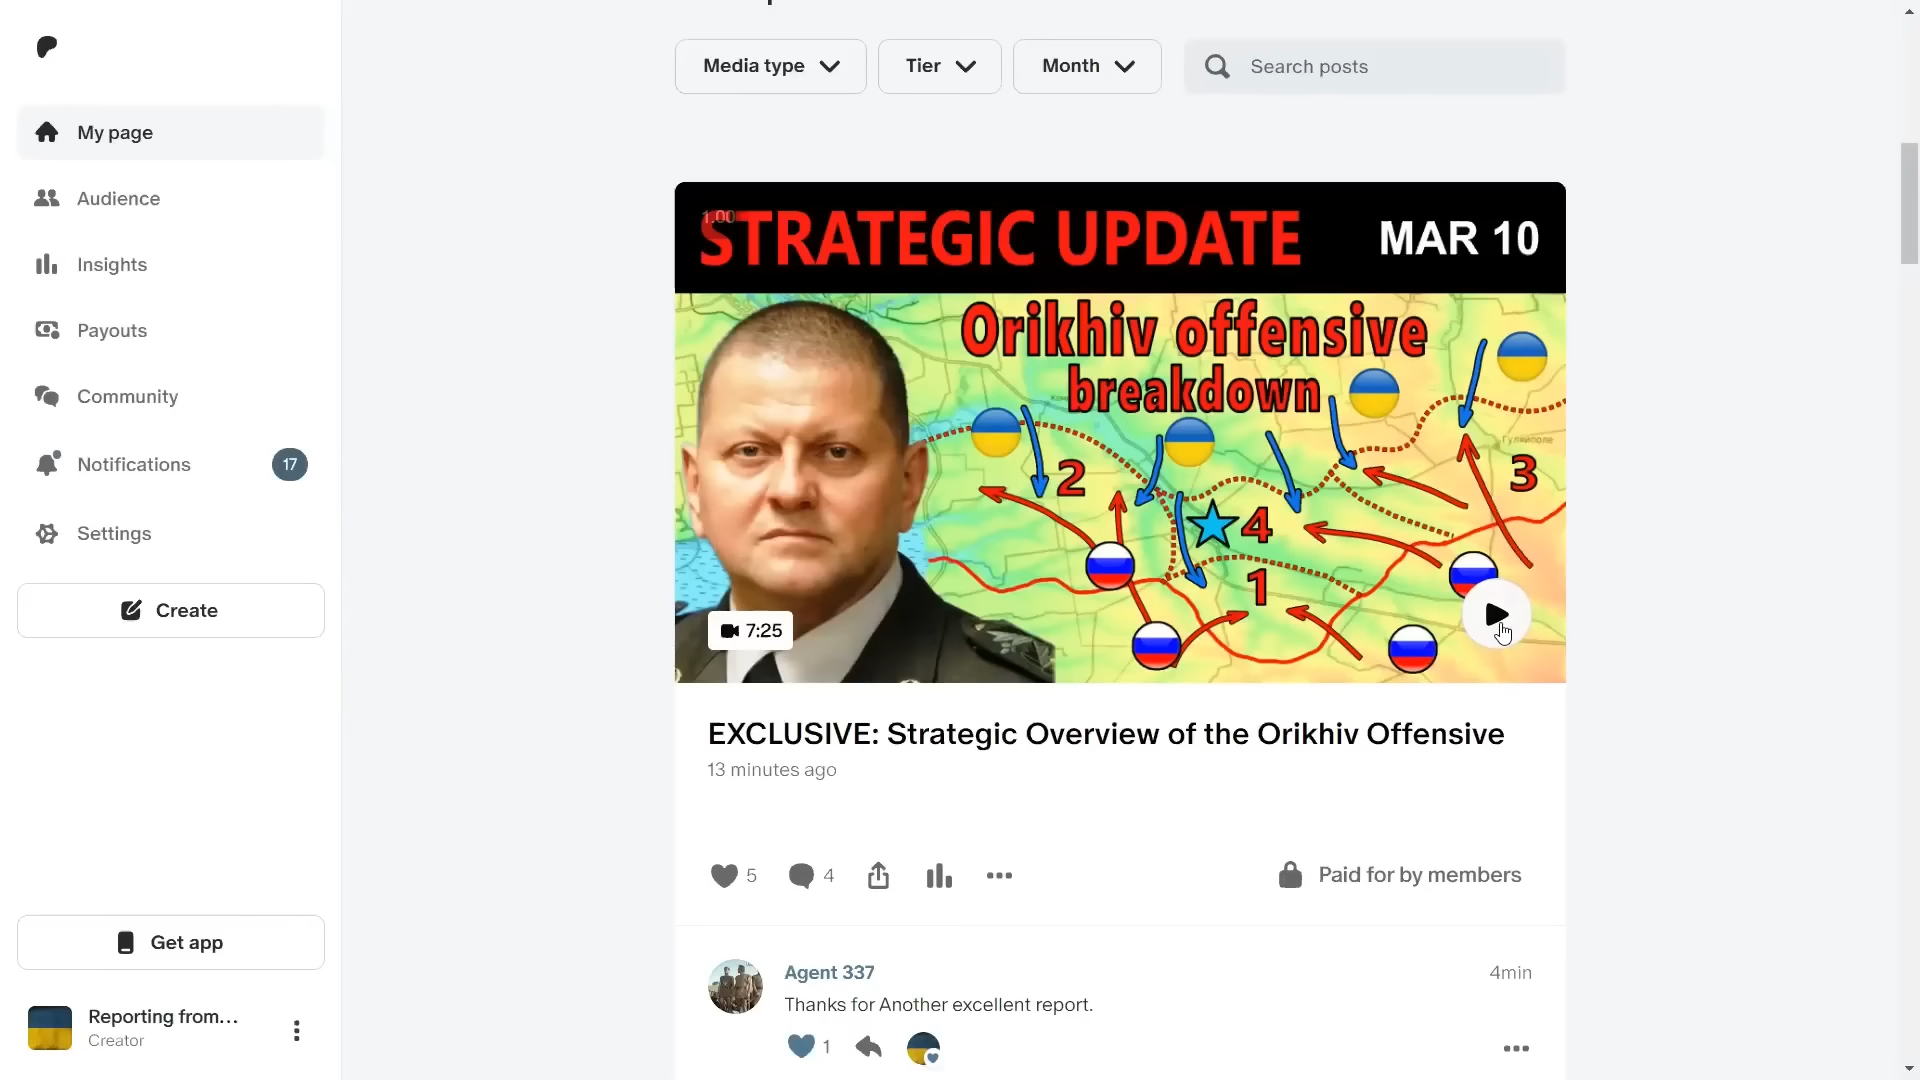 Media type
Tier
Month
Search posts
My page
Audience
Insights
Payouts
Community
Notifications
17
Settings
Create
Get app
Reporting from...
Creator
1.00
STRATEGIC UPDATE
MAR 10
Orikhiv offensive
breakdown
2
3
4
1
Гуляйполе
7:25
EXCLUSIVE: Strategic Overview of the Orikhiv Offensive
13 minutes ago
5
4
Paid for by members
Agent 337
4min
Thanks for Another excellent report.
1